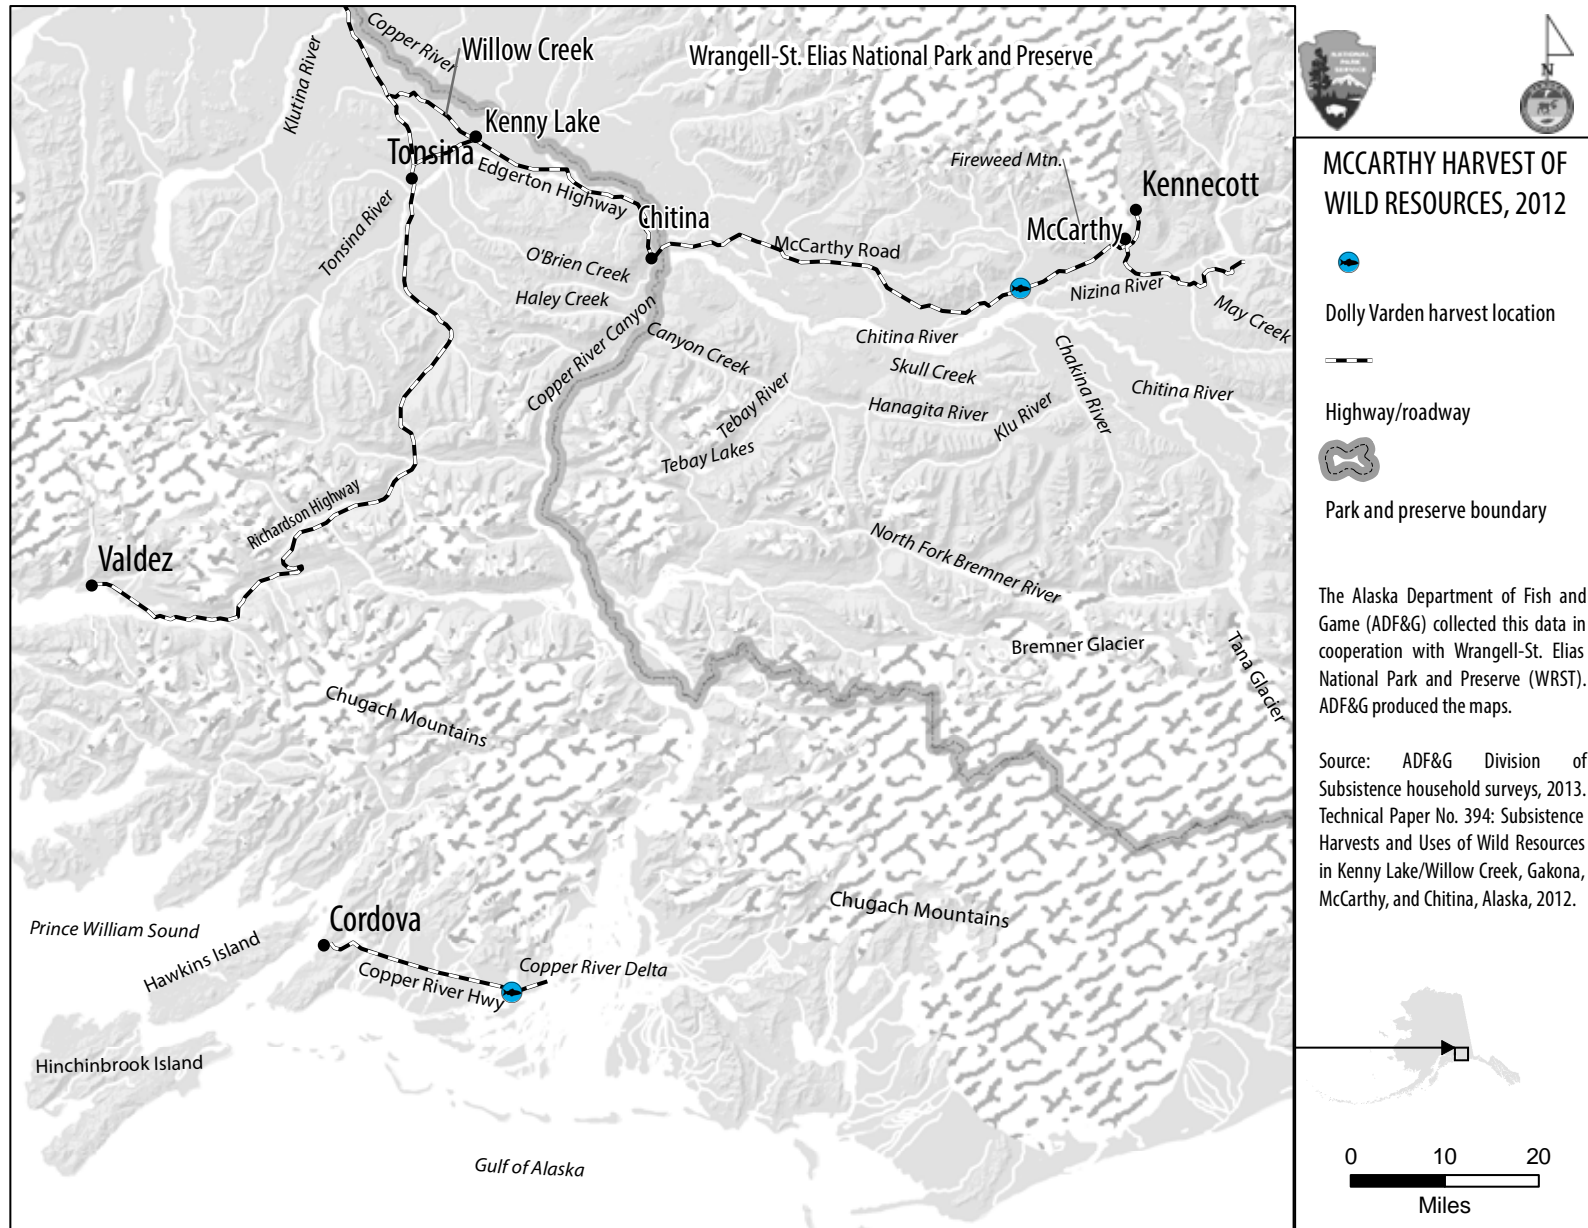 Copper River
Willow Creek
Wrangell-St. Elias National Park and Preserve
Klutina River
Kenny Lake
Tonsina
Edgerton Highway
Fireweed Mtn.
Kennecott
McCarthy
Chitina
McCarthy Road
Tonsina River
O'Brien Creek
Haley Creek
Nizina River
May Creek
Copper River Canyon
Canyon Creek
Chitina River
Skull Creek
Chakina River
Chitina River
Tebay River
Hanagita River
Klu River
Tebay Lakes
Richardson Highway
Valdez
North Fork Bremner River
Bremner Glacier
Tana Glacier
Chugach Mountains
Chugach Mountains
Prince William Sound
Cordova
Hawkins Island
Copper River Hwy
Copper River Delta
Hinchinbrook Island
Gulf of Alaska
NATIONAL
PARK
SERVICE
N
MCCARTHY HARVEST OF
WILD RESOURCES, 2012
Dolly Varden harvest location
Highway/roadway
Park and preserve boundary
The Alaska Department of Fish and
Game (ADF&G) collected this data in
cooperation with Wrangell-St. Elias
National Park and Preserve (WRST).
ADF&G produced the maps.
Source: ADF&G Division of
Subsistence household surveys, 2013.
Technical Paper No. 394: Subsistence
Harvests and Uses of Wild Resources
in Kenny Lake/Willow Creek, Gakona,
McCarthy, and Chitina, Alaska, 2012.
0 10 20
Miles